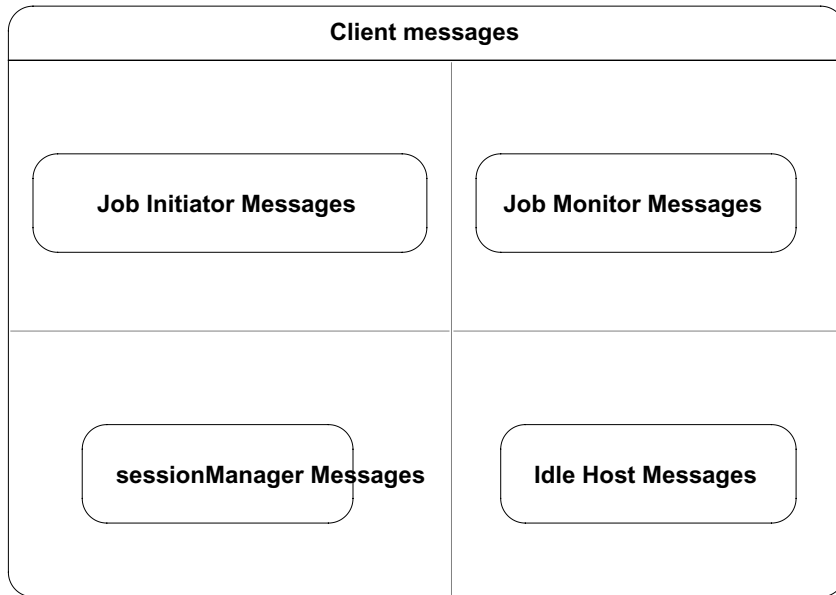 Client messages
Job Initiator Messages
Job Monitor Messages
sessionManager Messages
Idle Host Messages